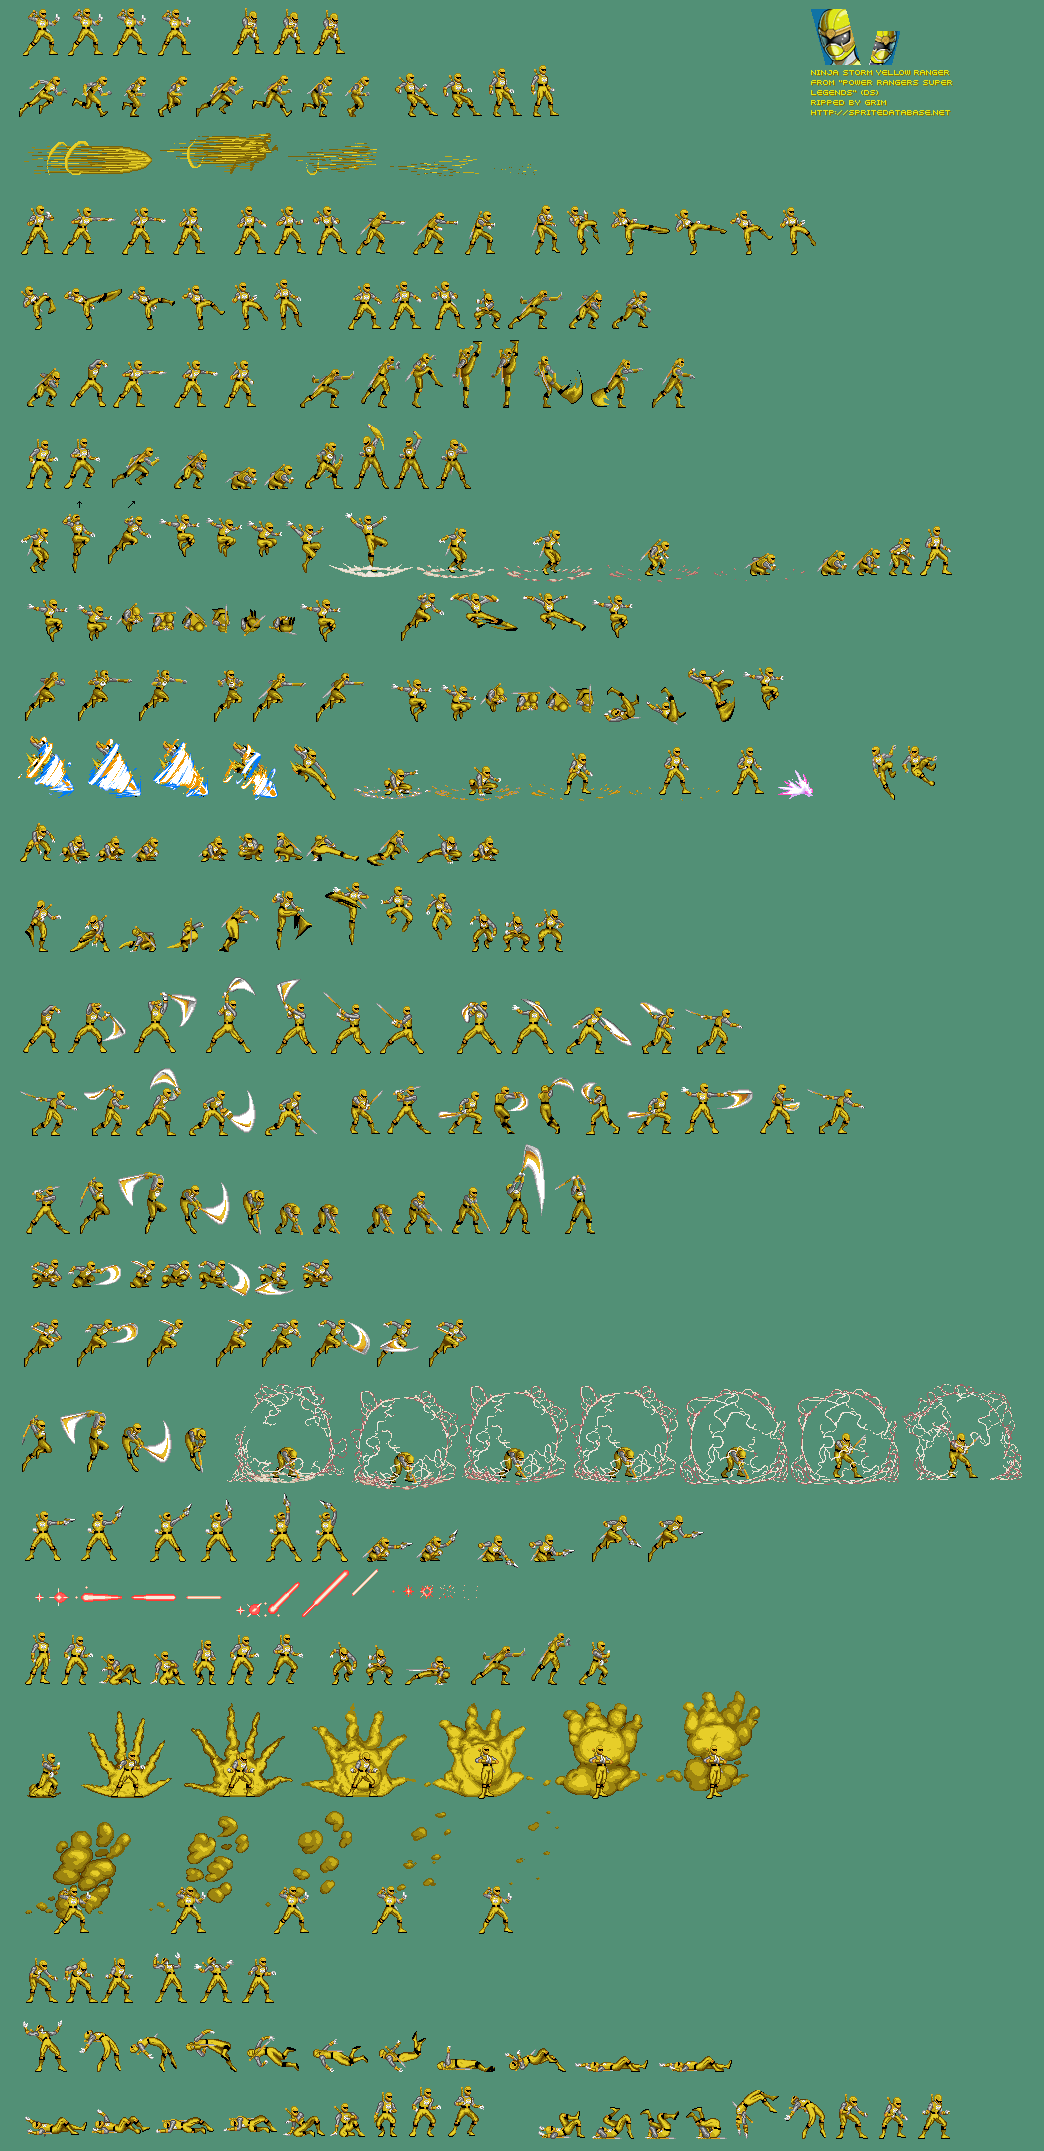 NINJA STORM YELLOW RANGER
FROM "POWER RANGERS SUPER
LEGENDS" (DS)
RIPPED BY GRIM
HTTP://SPRITEDATABASE.NET